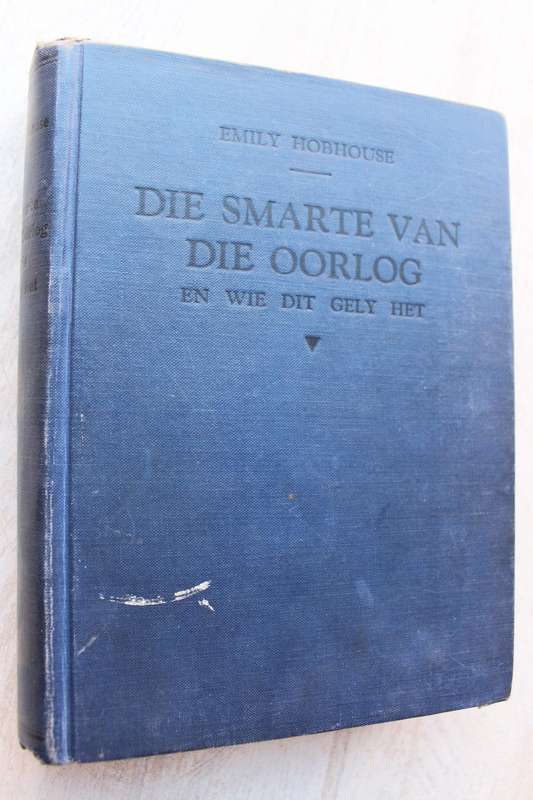 EMILY HOBHOUSE
DIE SMARTE VAN
DIE OORLOG
EN WIE DIT GELY HET